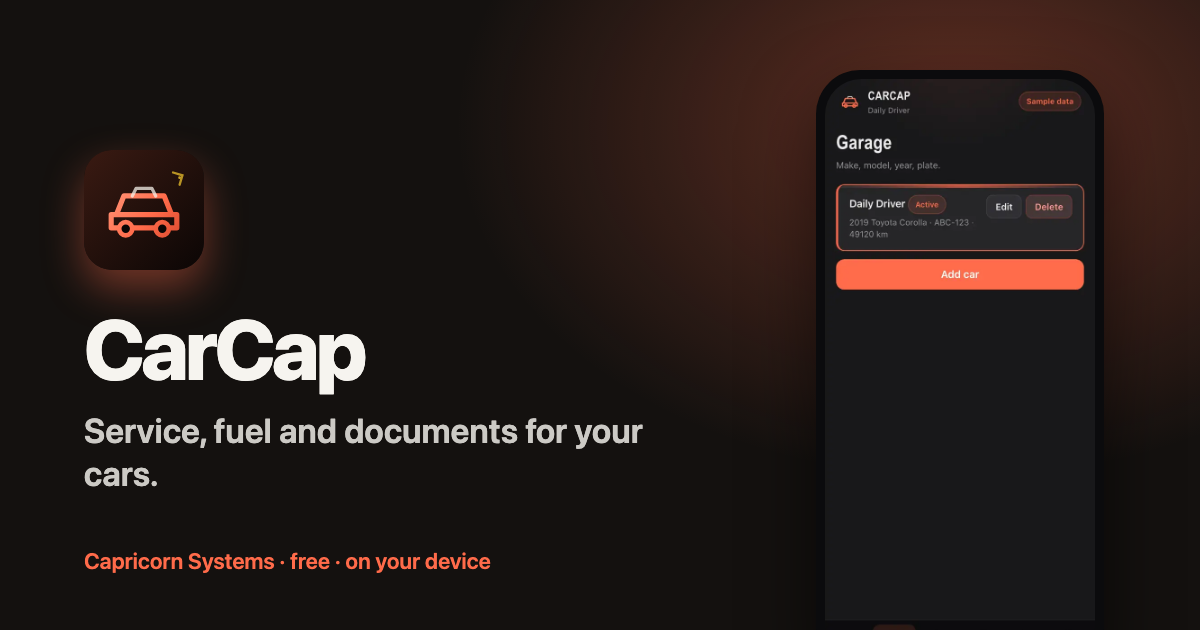 CarCap
Service, fuel and documents for your
cars.
Capricorn Systems · free · on your device
CARCAP
Daily Driver
Sample data
Garage
Make, model, year, plate.
Daily Driver Active
2019 Toyota Corolla · ABC-123 ·
49120 km
Edit Delete
Add car